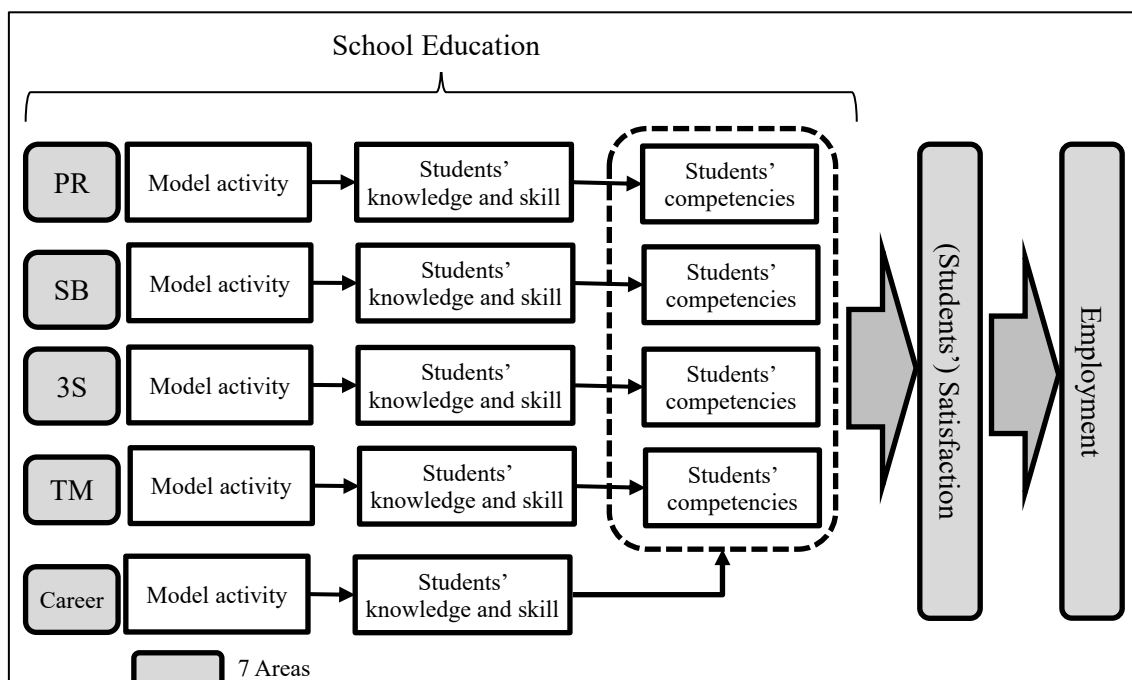 School Education
PR
Model activity
Students’
knowledge and skill
Students’
competencies
SB
Model activity
Students’
knowledge and skill
Students’
competencies
3S
Model activity
Students’
knowledge and skill
Students’
competencies
TM
Model activity
Students’
knowledge and skill
Students’
competencies
Career
Model activity
Students’
knowledge and skill
(Students’) Satisfaction
Employment
7 Areas